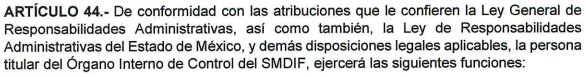 ARTÍCULO 44.- De conformidad con las atribuciones que le confieren la Ley General de
Responsabilidades Administrativas, así como también, la Ley de Responsabilidades
Administrativas del Estado de México, y demás disposiciones legales aplicables, la persona
titular del Órgano Interno de Control del SMDIF, ejercerá las siguientes funciones: